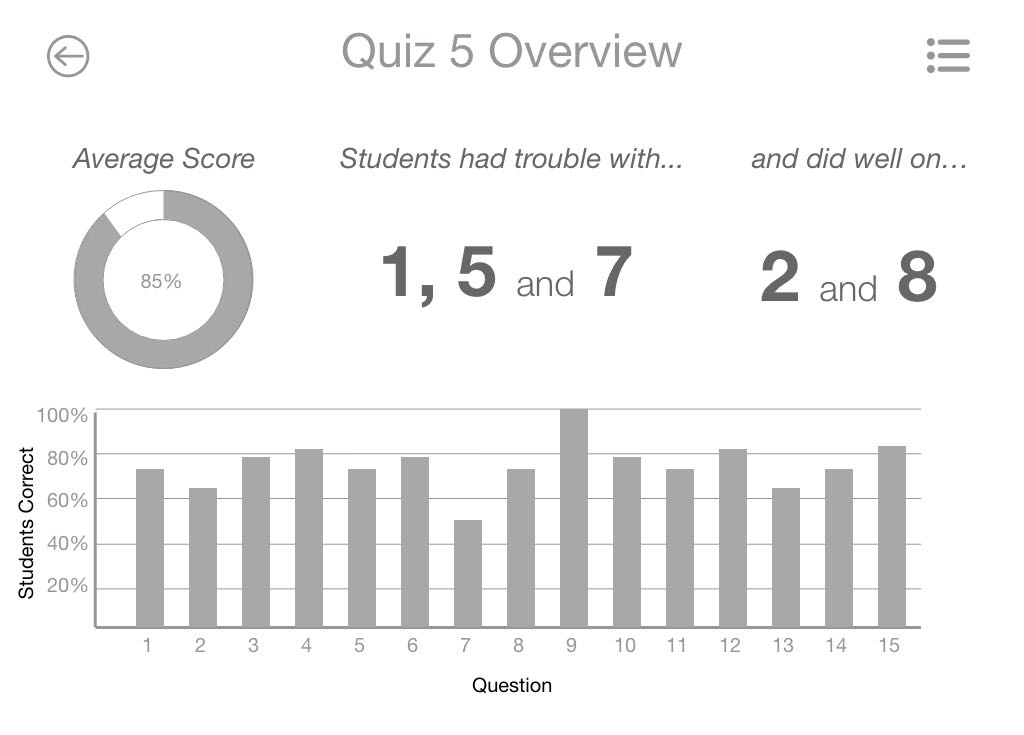 Quiz 5 Overview
Average Score
Students had trouble with...
and did well on…
85%
1, 5 and 7
2 and 8
100%
80%
60%
40%
20%
Students Correct
1 2 3 4 5 6 7 8 9 10 11 12 13 14 15
Question